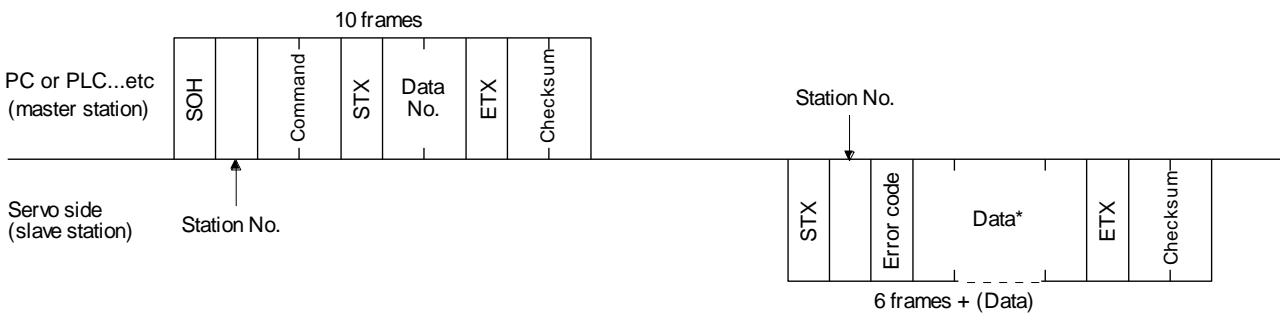 10 frames
PC or PLC...etc
(master station)
SOH
Command
STX
Data
No.
ETX
Checksum
Station No.
Station No.
Servo side
(slave station)
STX
Error code
Data*
ETX
Checksum
6 frames + (Data)